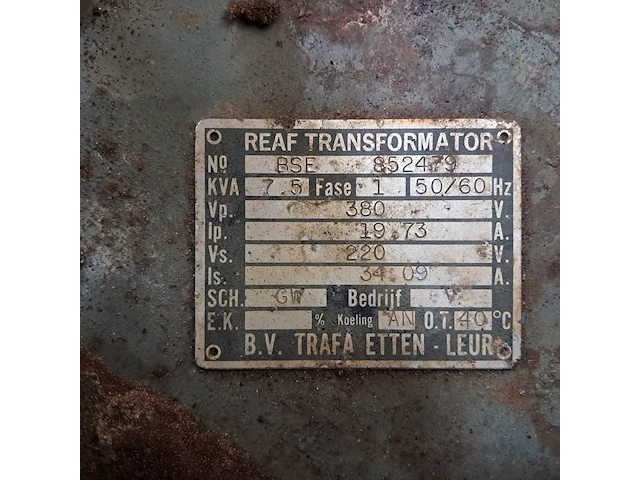 REAF TRANSFORMATOR
No BSE 852479
KVA 7.5 Fase 1 50/60 Hz
Vp. 380 V.
Ip. 19.73 A.
Vs. 220 V.
Is. 34 09 A.
SCH. GW Bedrijf
E.K. % Koeling AN O.T. 40 °C
B.V. TRAFA ETTEN - LEUR